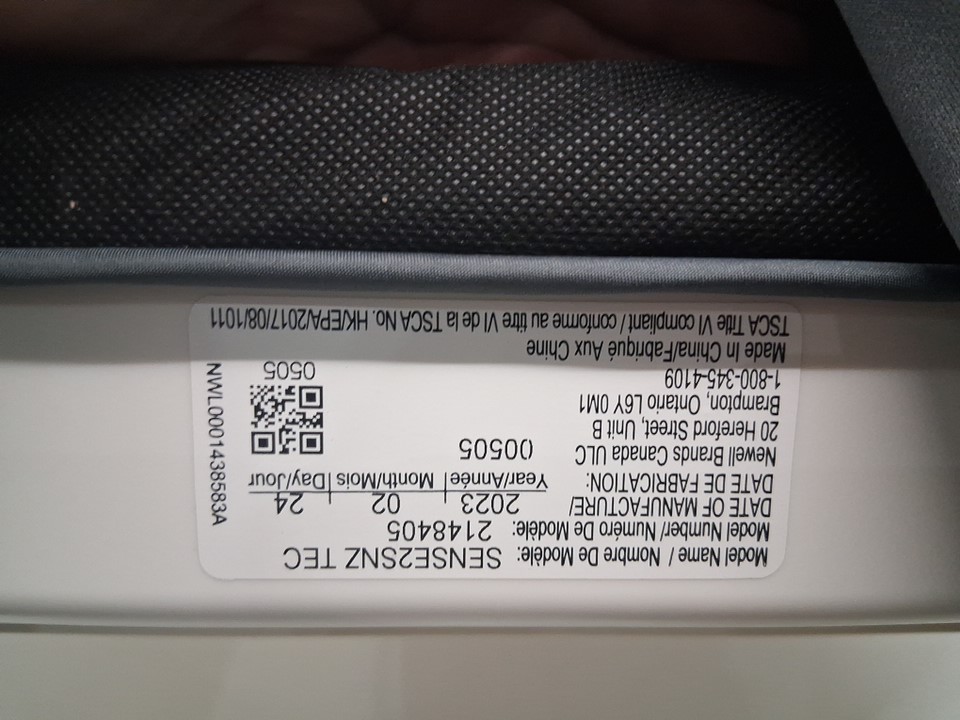 Model Name / Nombre De Modèle: SENSE2SNZ TEC
Model Number/ Numéro De Modèle: 2148405
DATE OF MANUFACTURE/
DATE DE FABRICATION:
2023 02 24
Year/Année Month/Mois Day/Jour
Newell Brands Canada ULC 00505
20 Hereford Street, Unit B
Brampton, Ontario L6Y 0M1
1-800-345-4109
Made In China/Fabriqué Aux Chine
TSCA Title VI compliant / conforme au titre VI de la TSCA No. HK/EPA/2017/08/1011
0505
NWL0001438583A